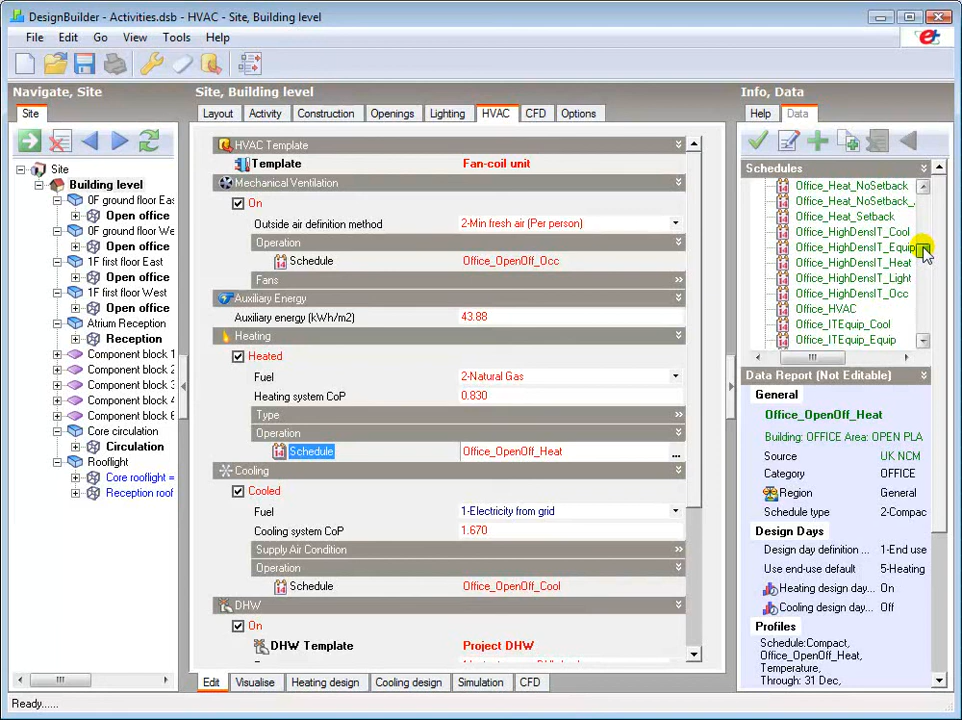 DesignBuilder - Activities.dsb - HVAC - Site, Building level
File Edit Go View Tools Help
Navigate, Site
Site
Site
Building level
0F ground floor Eas
Open office
0F ground floor We
Open office
1F first floor East
Open office
1F first floor West
Open office
Atrium Reception
Reception
Component block 1
Component block 2
Component block 3
Component block 4
Component block 6
Core circulation
Circulation
Rooflight
Core rooflight =
Reception roof
Site, Building level
Layout Activity Construction Openings Lighting HVAC CFD Options
HVAC Template
Template Fan-coil unit
Mechanical Ventilation
On
Outside air definition method 2-Min fresh air (Per person)
Operation
Schedule Office_OpenOff_Occ
Fans
Auxiliary Energy
Auxiliary energy (kWh/m2) 43.88
Heating
Heated
Fuel 2-Natural Gas
Heating system CoP 0.830
Type
Operation
Schedule Office_OpenOff_Heat ...
Cooling
Cooled
Fuel 1-Electricity from grid
Cooling system CoP 1.670
Supply Air Condition
Operation
Schedule Office_OpenOff_Cool
DHW
On
DHW Template Project DHW
Edit Visualise Heating design Cooling design Simulation CFD
Info, Data
Help Data
Schedules
Office_Heat_NoSetback
Office_Heat_NoSetback_
Office_Heat_Setback
Office_HighDensIT_Cool
Office_HighDensIT_Equip
Office_HighDensIT_Heat
Office_HighDensIT_Light
Office_HighDensIT_Occ
Office_HVAC
Office_ITEquip_Cool
Office_ITEquip_Equip
Data Report (Not Editable)
General
Office_OpenOff_Heat
Building: OFFICE Area: OPEN PLA
Source UK NCM
Category OFFICE
Region General
Schedule type 2-Compac
Design Days
Design day definition ... 1-End use
Use end-use default 5-Heating
Heating design day... On
Cooling design day... Off
Profiles
Schedule:Compact,
Office_OpenOff_Heat,
Temperature,
Through: 31 Dec,
Ready......